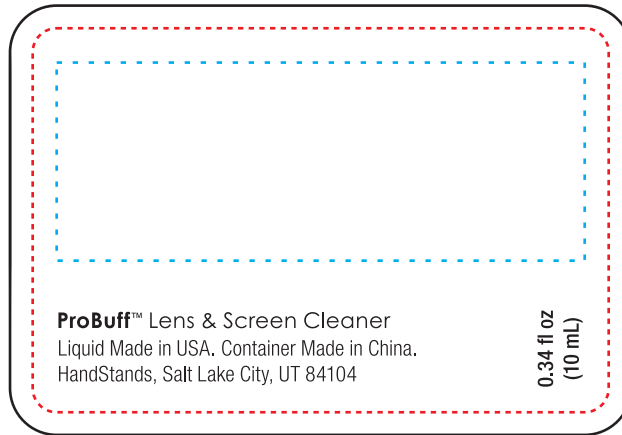 ProBuff™ Lens & Screen Cleaner
Liquid Made in USA. Container Made in China.
HandStands, Salt Lake City, UT 84104
0.34 fl oz
(10 mL)